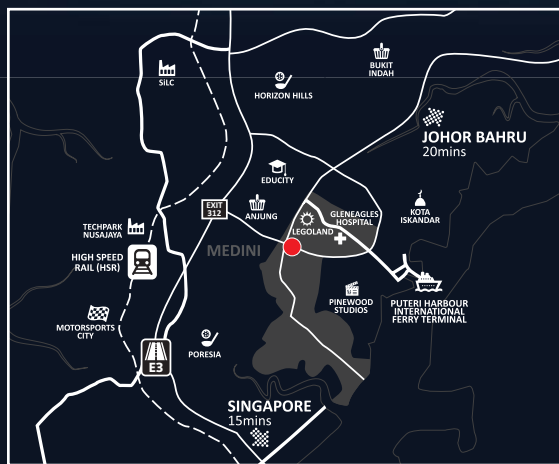 SiLC
BUKIT
INDAH
HORIZON HILLS
JOHOR BAHRU
20mins
EDUCITY
EXIT
312
ANJUNG
LEGOLAND
GLENEAGLES
HOSPITAL
KOTA
ISKANDAR
TECHPARK
NUSAJAYA
MEDINI
HIGH SPEED
RAIL (HSR)
PINEWOOD
STUDIOS
PUTERI HARBOUR
INTERNATIONAL
FERRY TERMINAL
MOTORSPORTS
CITY
PORESIA
E3
SINGAPORE
15mins